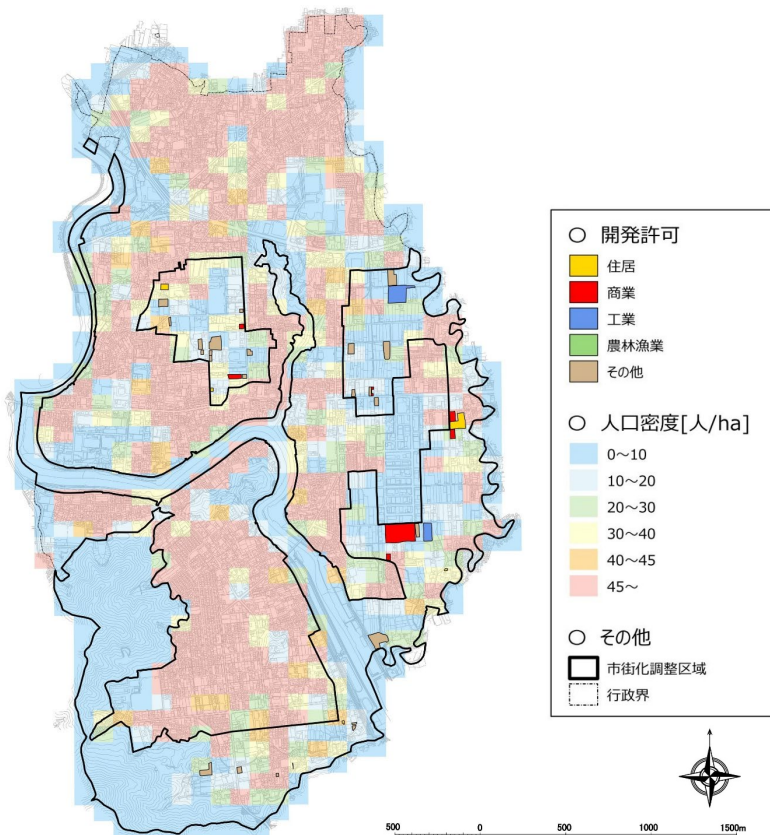 ○ 開発許可
住居
商業
工業
農林漁業
その他
○ 人口密度[人/ha]
0～10
10～20
20～30
30～40
40～45
45～
○ その他
市街化調整区域
行政界
500 0 500 1000 1500m